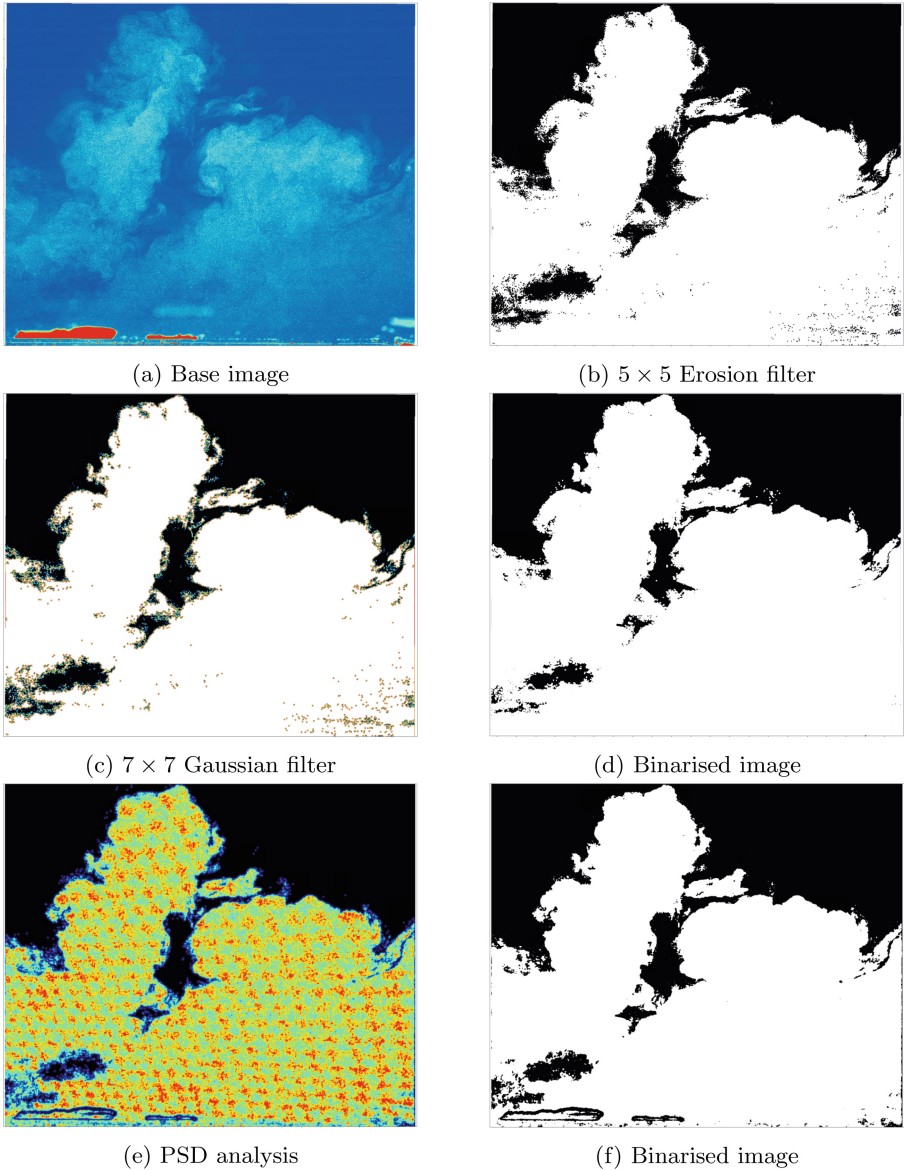 (a) Base image
(b) 5 × 5 Erosion filter
(c) 7 × 7 Gaussian filter
(d) Binarised image
(e) PSD analysis
(f) Binarised image